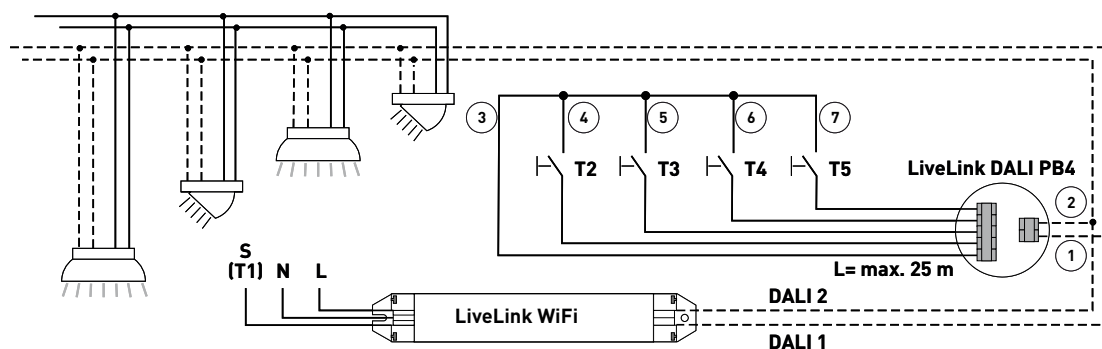 3 4 5 6 7
T2 T3 T4 T5
LiveLink DALI PB4
2
1
L= max. 25 m
S
(T1) N L
DALI 2
LiveLink WiFi
DALI 1